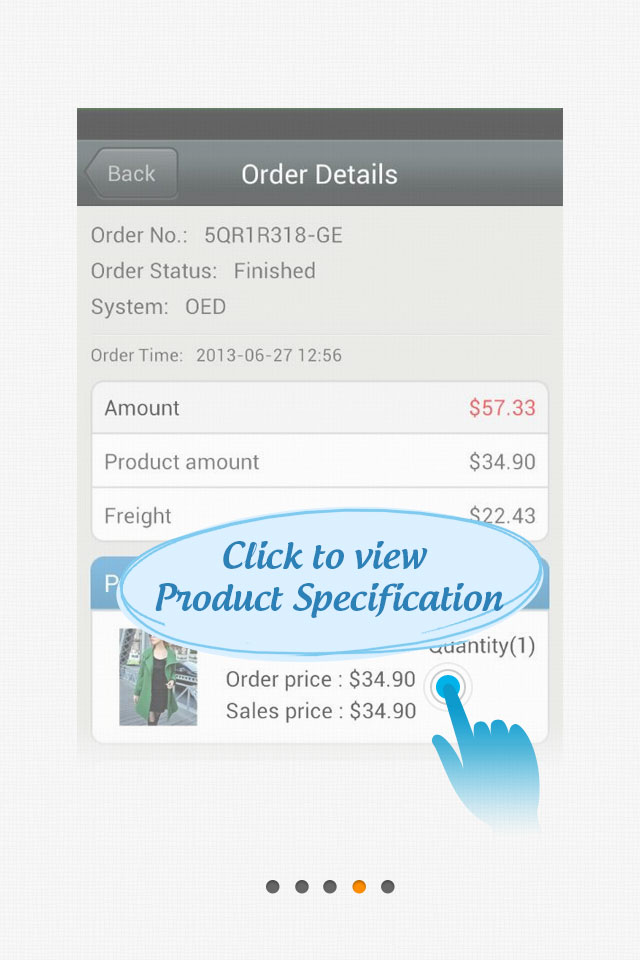 Back Order Details
Order No.: 5QR1R318-GE
Order Status: Finished
System: OED
Order Time: 2013-06-27 12:56
Amount $57.33
Product amount $34.90
Freight $22.43
Click to view
Product Specification
Quantity(1)
Order price : $34.90
Sales price : $34.90